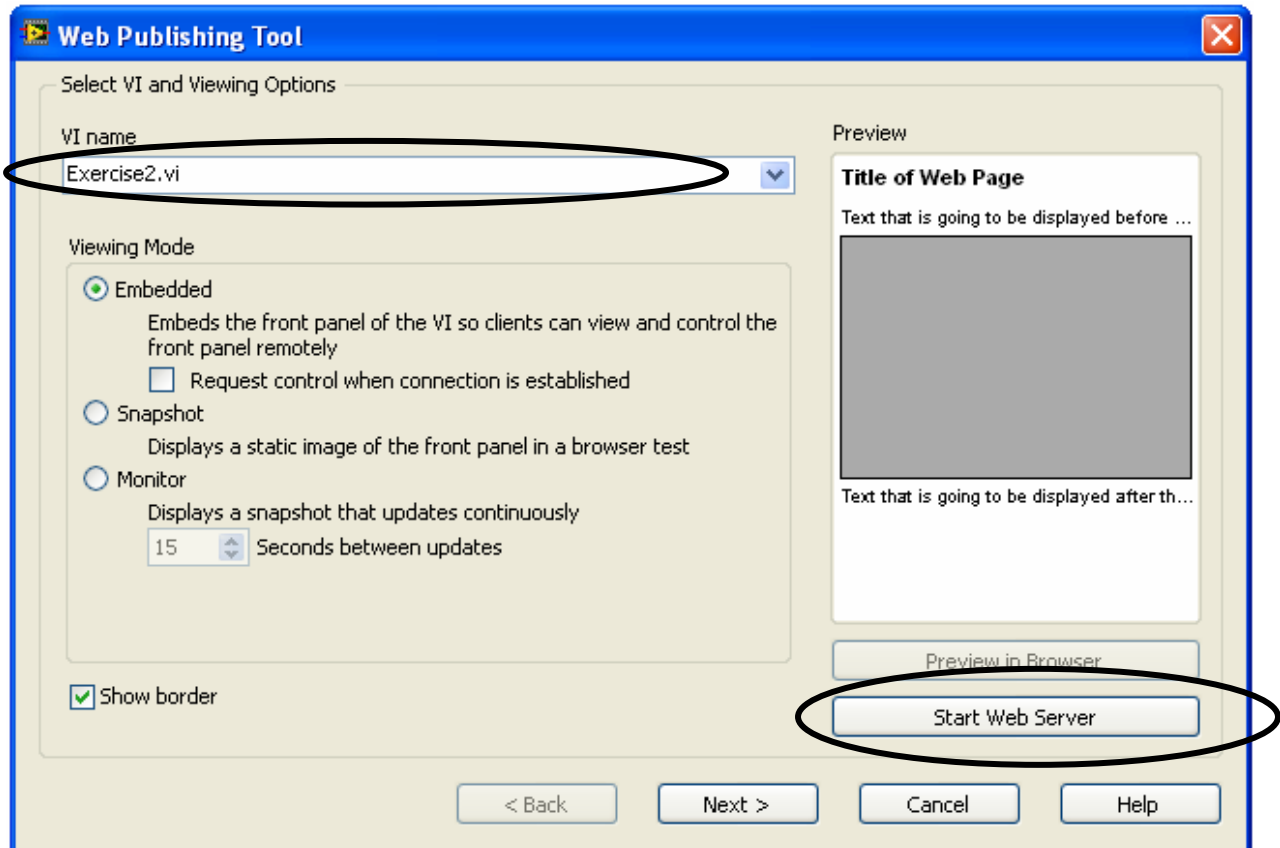 Web Publishing Tool
Select VI and Viewing Options
VI name
Exercise2.vi
Viewing Mode
Embedded
Embeds the front panel of the VI so clients can view and control the
front panel remotely
Request control when connection is established
Snapshot
Displays a static image of the front panel in a browser test
Monitor
Displays a snapshot that updates continuously
15 Seconds between updates
Show border
Preview
Title of Web Page
Text that is going to be displayed before ...
Text that is going to be displayed after th...
Preview in Browser
Start Web Server
< Back
Next >
Cancel
Help